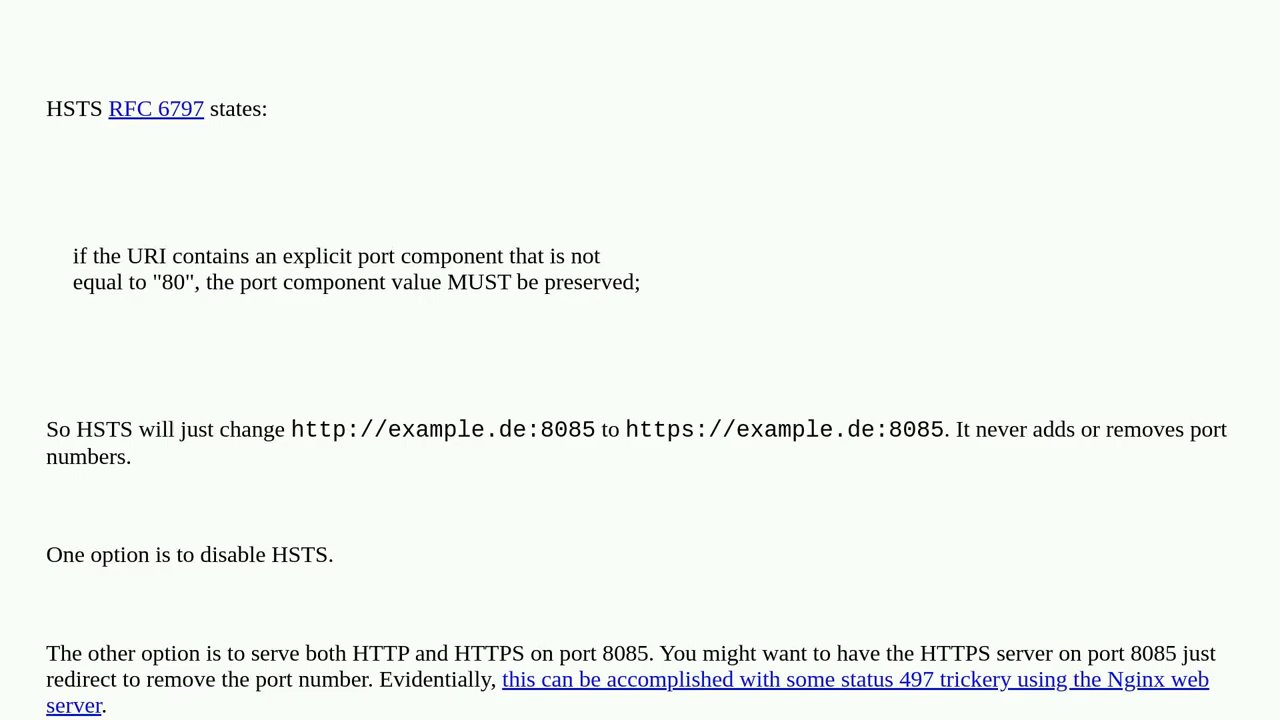 HSTS RFC 6797 states:
if the URI contains an explicit port component that is not
equal to "80", the port component value MUST be preserved;
So HSTS will just change http://example.de:8085 to https://example.de:8085. It never adds or removes port
numbers.
One option is to disable HSTS.
The other option is to serve both HTTP and HTTPS on port 8085. You might want to have the HTTPS server on port 8085 just
redirect to remove the port number. Evidentially, this can be accomplished with some status 497 trickery using the Nginx web
server.